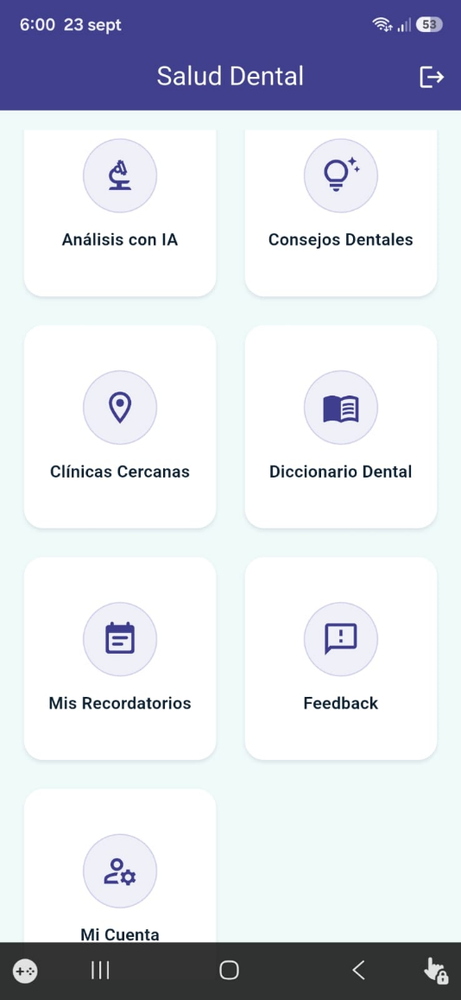 6:00 23 sept
53
Salud Dental
Análisis con IA
Consejos Dentales
Clínicas Cercanas
Diccionario Dental
Mis Recordatorios
Feedback
Mi Cuenta